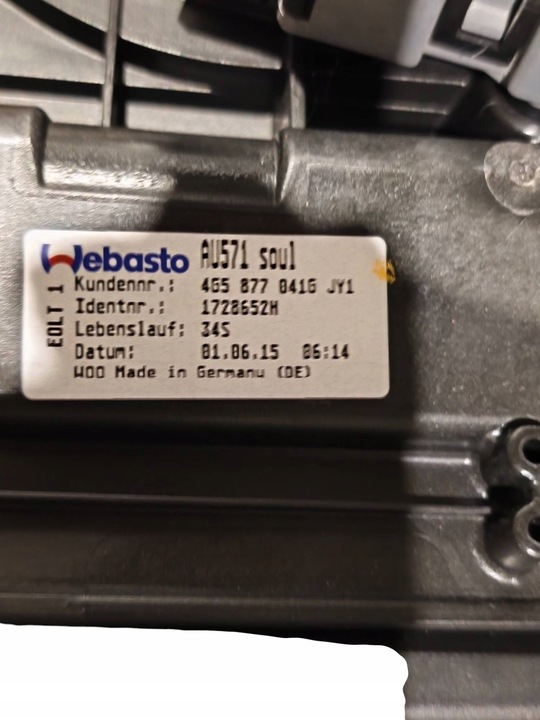 Webasto AU571 soul
Kundennr.: 4G5 877 041G JY1
Identnr.: 1728652H
Lebenslauf: 34S
Datum: 01.06.15 06:14
WOO Made in Germany (DE)
EOLT 1